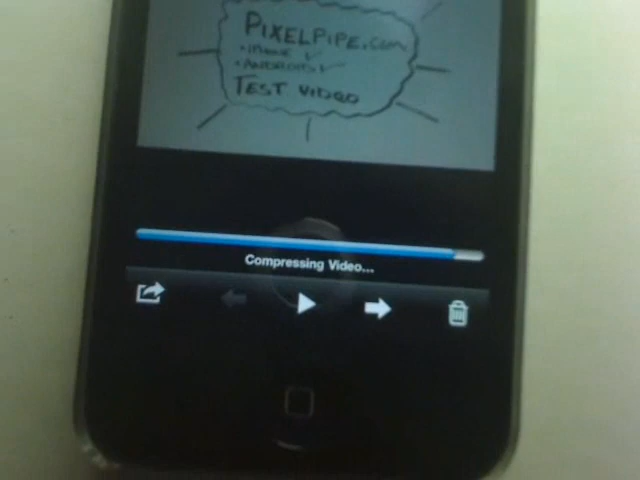 PIXELPIPE.COM
• IPHONE ✓
• ANDROID ✓
TEST VIDEO
Compressing Video...